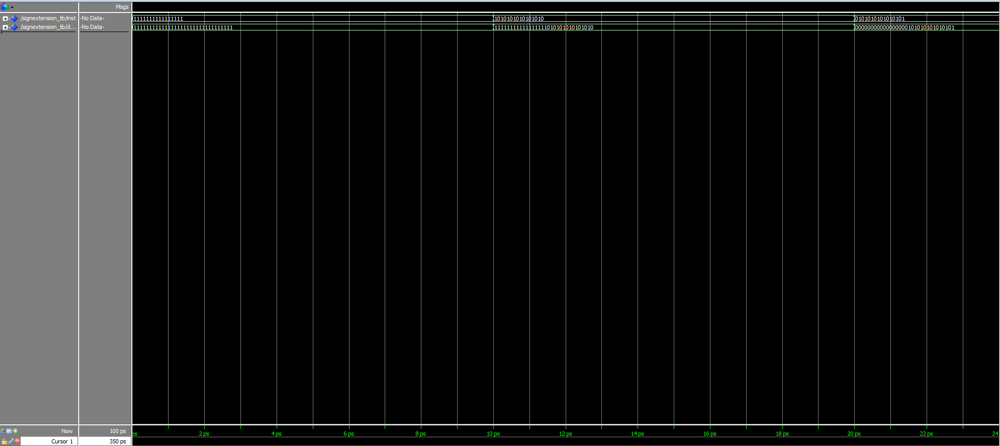 Msgs
/signextension_tb/inst -No Data- 1111111111111111 1010101010101010 0101010101010101
/signextension_tb/d... -No Data- 11111111111111111111111111111111 11111111111111111010101010101010 00000000000000000101010101010101
Now 100 ps ps 2 ps 4 ps 6 ps 8 ps 10 ps 12 ps 14 ps 16 ps 18 ps 20 ps 22 ps 24
Cursor 1 350 ps